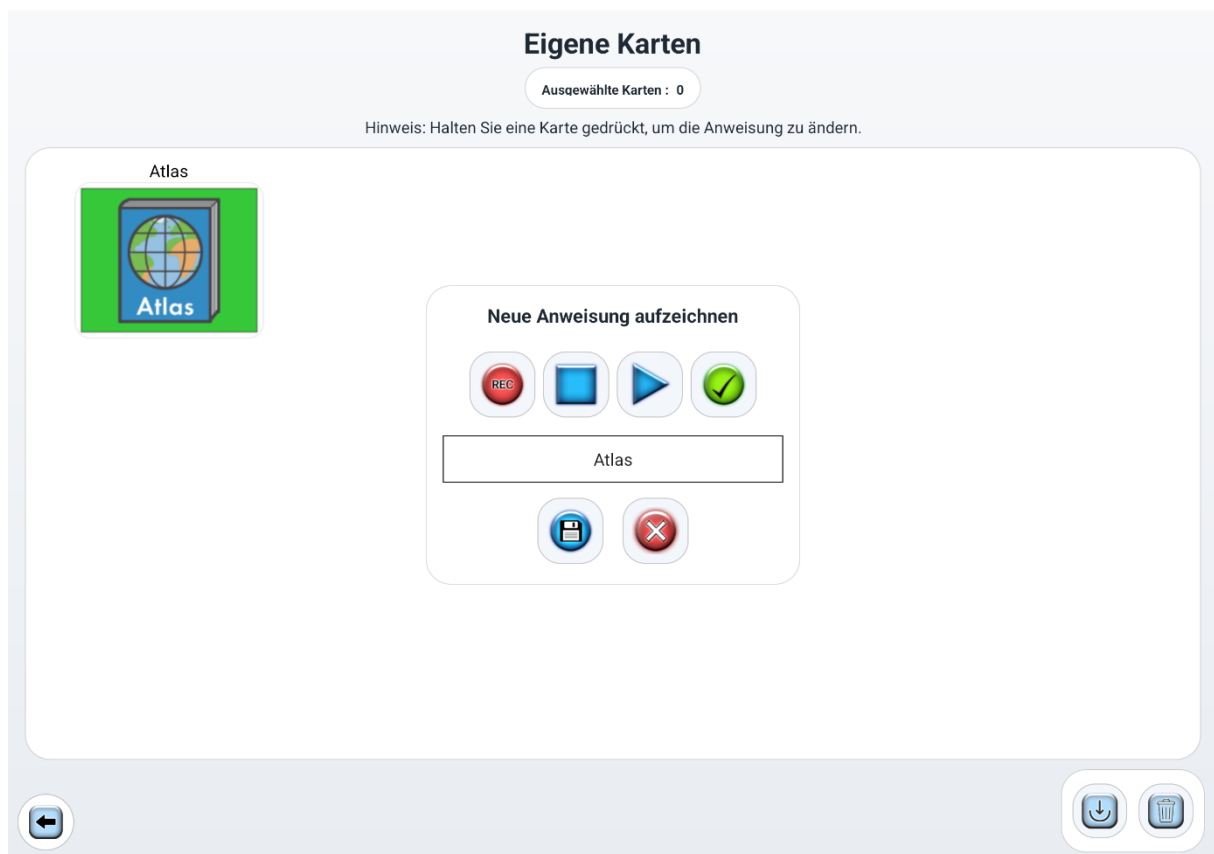 Eigene Karten
Ausgewählte Karten : 0
Hinweis: Halten Sie eine Karte gedrückt, um die Anweisung zu ändern.
Atlas
Atlas
Neue Anweisung aufzeichnen
REC
Atlas